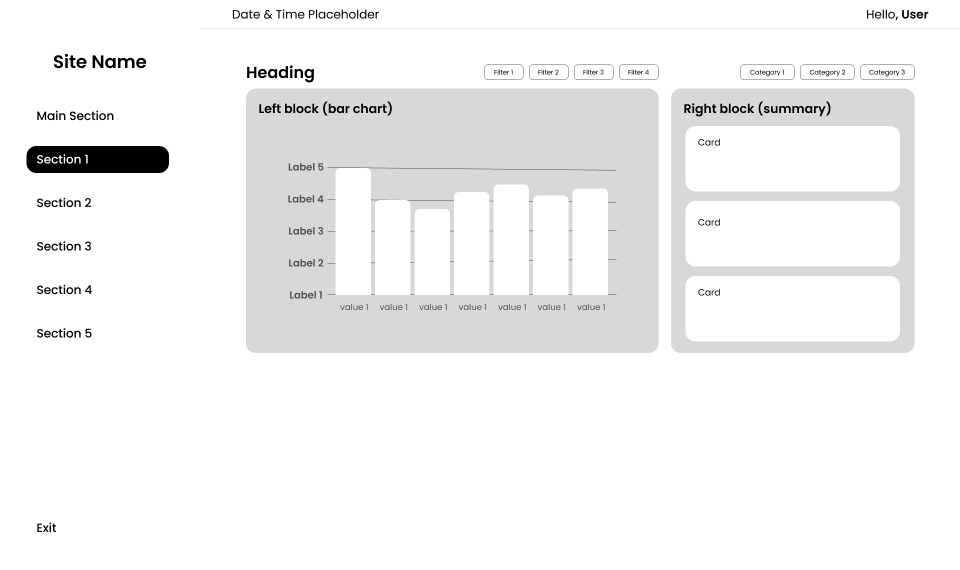 Date & Time Placeholder
Hello, User
Site Name
Main Section
Section 1
Section 2
Section 3
Section 4
Section 5
Exit
Heading
Filter 1
Filter 2
Filter 3
Filter 4
Category 1
Category 2
Category 3
Left block (bar chart)
Label 5
Label 4
Label 3
Label 2
Label 1
value 1 value 1 value 1 value 1 value 1 value 1 value 1
Right block (summary)
Card
Card
Card